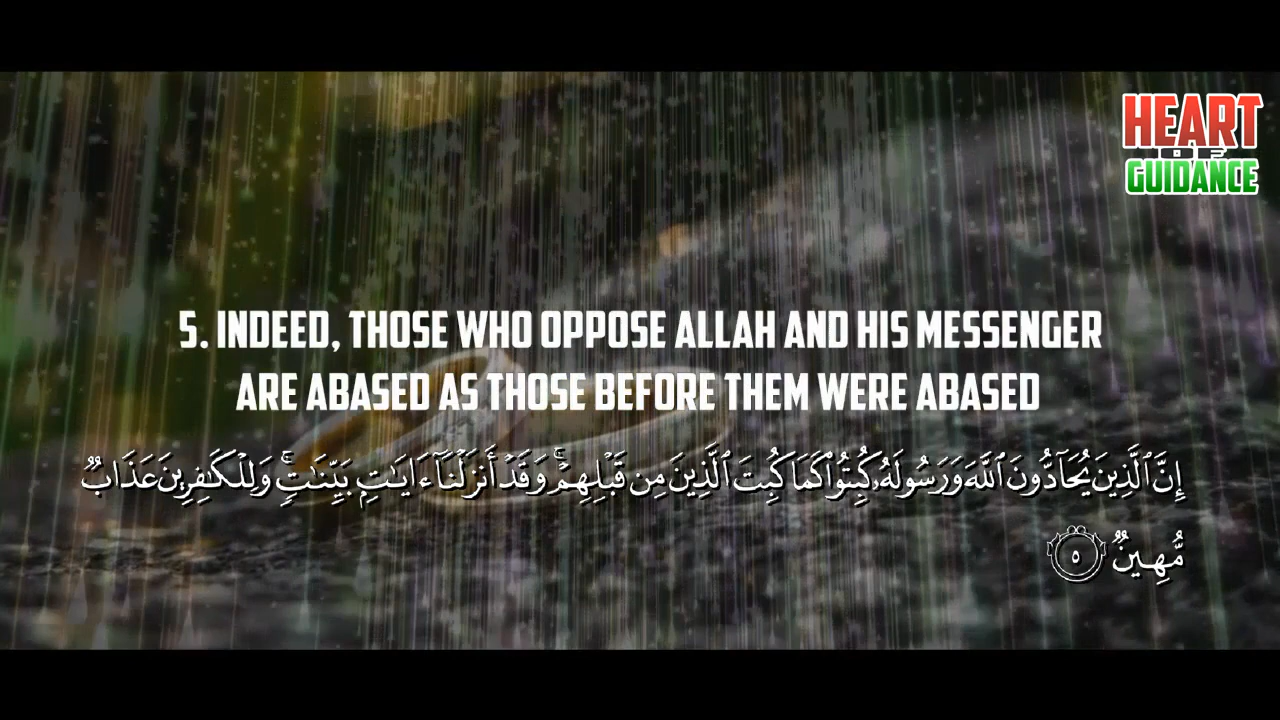 HEART
OF
GUIDANCE
5. INDEED, THOSE WHO OPPOSE ALLAH AND HIS MESSENGER
ARE ABASED AS THOSE BEFORE THEM WERE ABASED
إِنَّ ٱلَّذِينَ يُحَآدُّونَ ٱللَّهَ وَرَسُولَهُۥ كُبِتُوا۟ كَمَا كُبِتَ ٱلَّذِينَ مِن قَبْلِهِمْ ۚ وَقَدْ أَنزَلْنَآ ءَايَـٰتٍۭ بَيِّنَـٰتٍ ۚ وَلِلْكَـٰفِرِينَ عَذَابٌ
مُّهِينٌ ٥